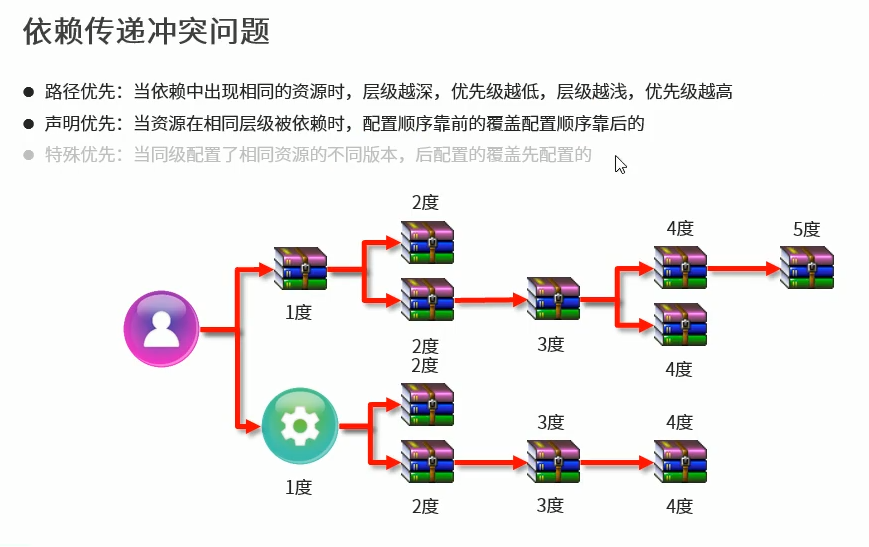 依赖传递冲突问题
● 路径优先：当依赖中出现相同的资源时，层级越深，优先级越低，层级越浅，优先级越高
● 声明优先：当资源在相同层级被依赖时，配置顺序靠前的覆盖配置顺序靠后的
● 特殊优先：当同级配置了相同资源的不同版本，后配置的覆盖先配置的
2度
4度
5度
1度
2度
3度
4度
2度
3度
4度
1度
2度
3度
4度